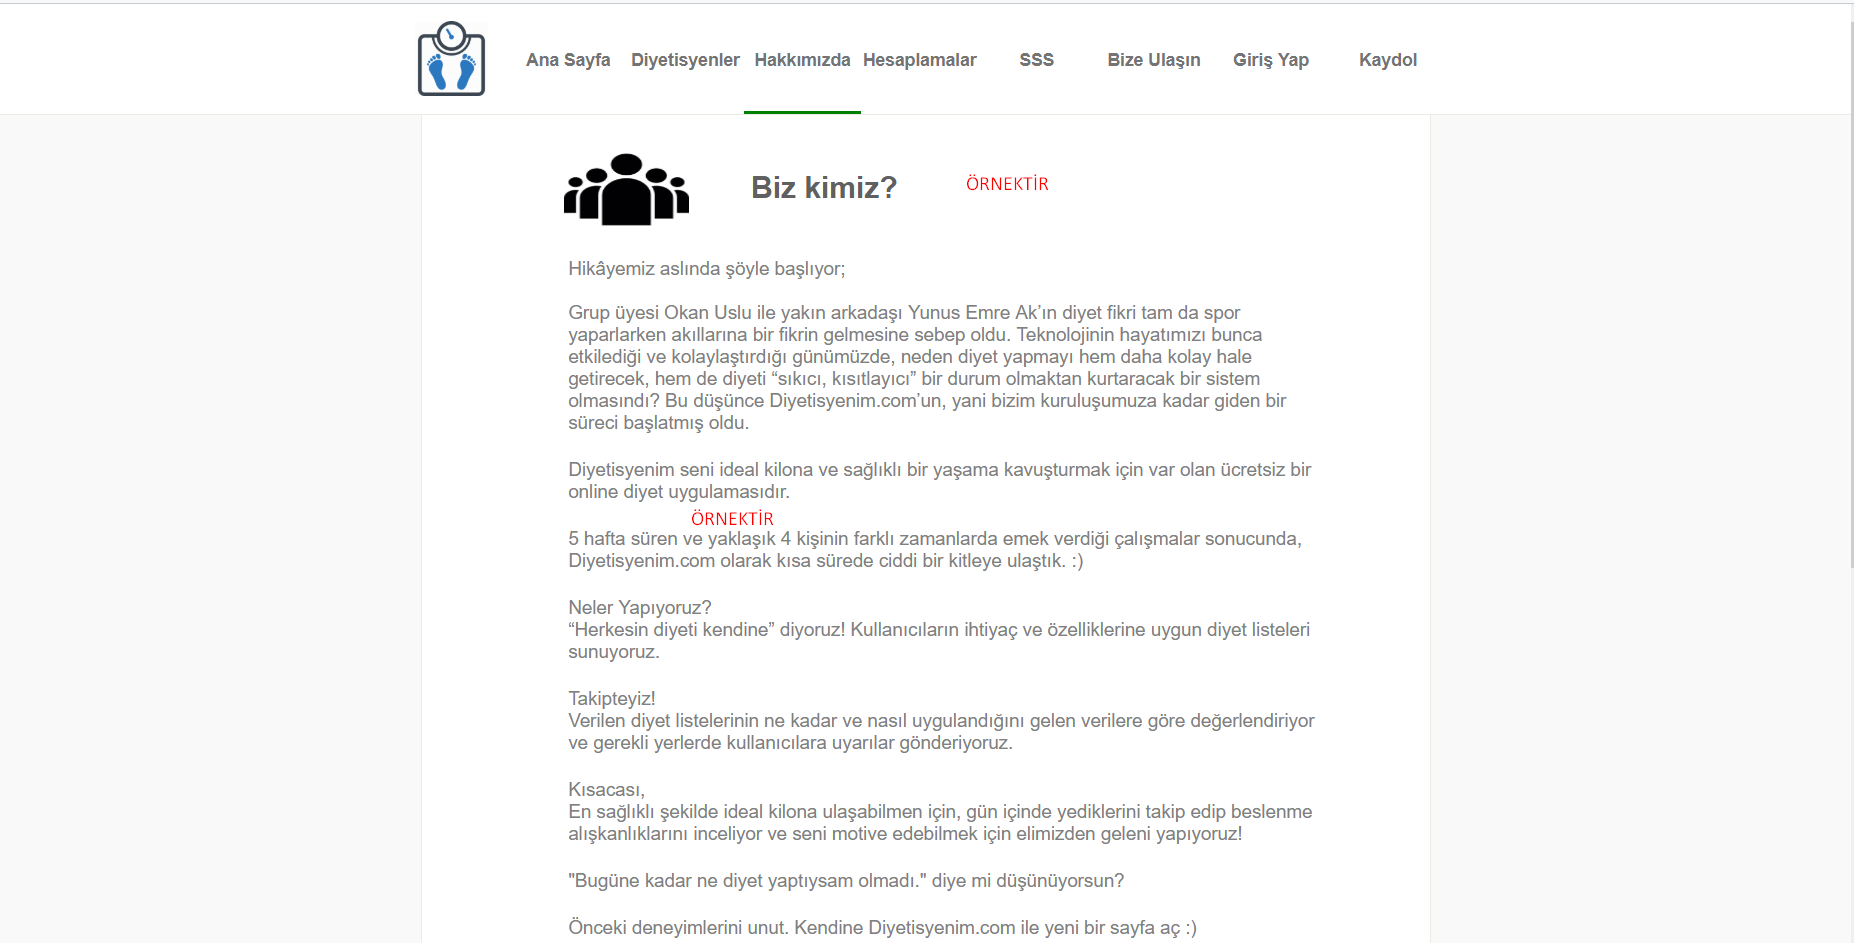 Ana Sayfa Diyetisyenler Hakkımızda Hesaplamalar SSS Bize Ulaşın Giriş Yap Kaydol
Biz kimiz? ÖRNEKTİR
Hikâyemiz aslında şöyle başlıyor;
Grup üyesi Okan Uslu ile yakın arkadaşı Yunus Emre Ak’ın diyet fikri tam da spor
yaparlarken akıllarına bir fikrin gelmesine sebep oldu. Teknolojinin hayatımızı bunca
etkilediği ve kolaylaştırdığı günümüzde, neden diyet yapmayı hem daha kolay hale
getirecek, hem de diyeti “sıkıcı, kısıtlayıcı” bir durum olmaktan kurtaracak bir sistem
olmasındı? Bu düşünce Diyetisyenim.com’un, yani bizim kuruluşumuza kadar giden bir
süreci başlatmış oldu.
Diyetisyenim seni ideal kilona ve sağlıklı bir yaşama kavuşturmak için var olan ücretsiz bir
online diyet uygulamasıdır.
ÖRNEKTİR
5 hafta süren ve yaklaşık 4 kişinin farklı zamanlarda emek verdiği çalışmalar sonucunda,
Diyetisyenim.com olarak kısa sürede ciddi bir kitleye ulaştık. :)
Neler Yapıyoruz?
“Herkesin diyeti kendine” diyoruz! Kullanıcıların ihtiyaç ve özelliklerine uygun diyet listeleri
sunuyoruz.
Takipteyiz!
Verilen diyet listelerinin ne kadar ve nasıl uygulandığını gelen verilere göre değerlendiriyor
ve gerekli yerlerde kullanıcılara uyarılar gönderiyoruz.
Kısacası,
En sağlıklı şekilde ideal kilona ulaşabilmen için, gün içinde yediklerini takip edip beslenme
alışkanlıklarını inceliyor ve seni motive edebilmek için elimizden geleni yapıyoruz!
"Bugüne kadar ne diyet yaptıysam olmadı." diye mi düşünüyorsun?
Önceki deneyimlerini unut. Kendine Diyetisyenim.com ile yeni bir sayfa aç :)